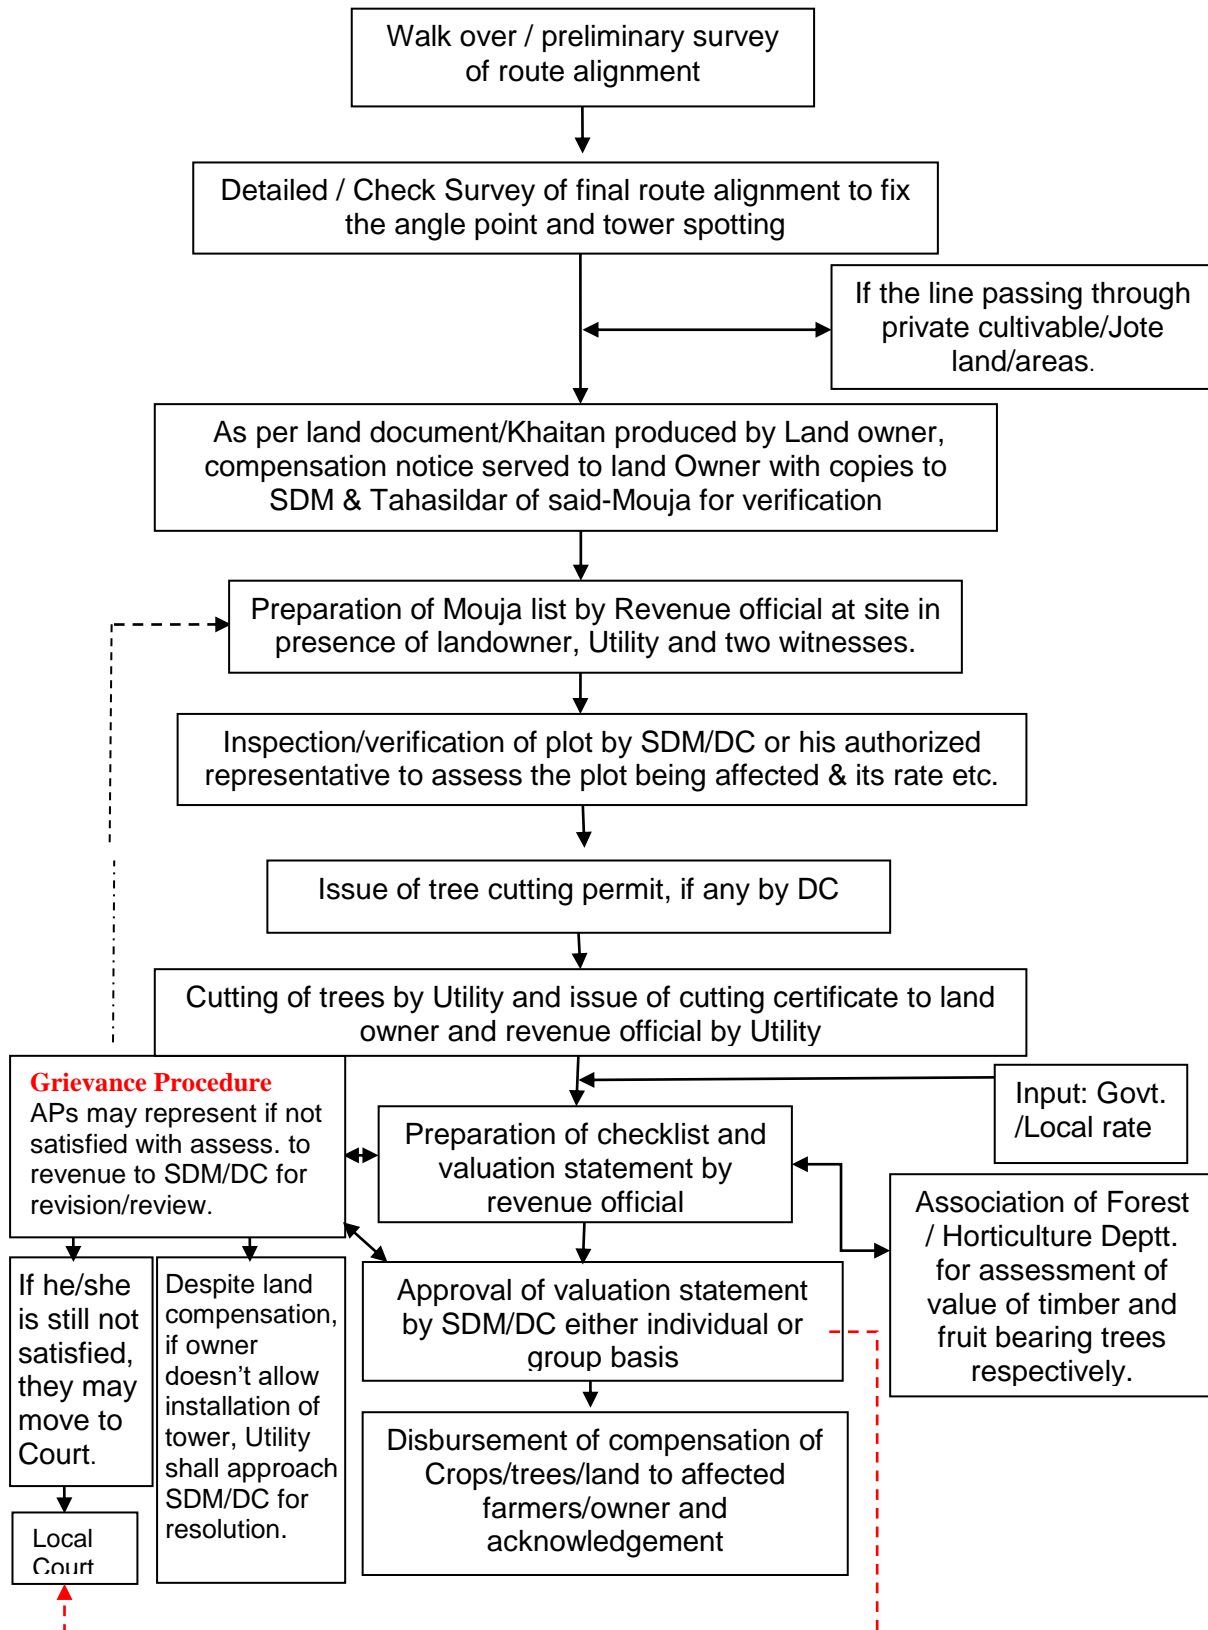 Walk over / preliminary survey
of route alignment
Detailed / Check Survey of final route alignment to fix
the angle point and tower spotting
If the line passing through
private cultivable/Jote
land/areas.
As per land document/Khaitan produced by Land owner,
compensation notice served to land Owner with copies to
SDM & Tahasildar of said-Mouja for verification
Preparation of Mouja list by Revenue official at site in
presence of landowner, Utility and two witnesses.
Inspection/verification of plot by SDM/DC or his authorized
representative to assess the plot being affected & its rate etc.
Issue of tree cutting permit, if any by DC
Cutting of trees by Utility and issue of cutting certificate to land
owner and revenue official by Utility
Grievance Procedure
APs may represent if not
satisfied with assess. to
revenue to SDM/DC for
revision/review.
Input: Govt.
/Local rate
Preparation of checklist and
valuation statement by
revenue official
Association of Forest
/ Horticulture Deptt.
for assessment of
value of timber and
fruit bearing trees
respectively.
If he/she
is still not
satisfied,
they may
move to
Court.
Despite land
compensation,
if owner
doesn't allow
installation of
tower, Utility
shall approach
SDM/DC for
resolution.
Approval of valuation statement
by SDM/DC either individual or
group basis
Disbursement of compensation of
Crops/trees/land to affected
farmers/owner and
acknowledgement
Local
Court